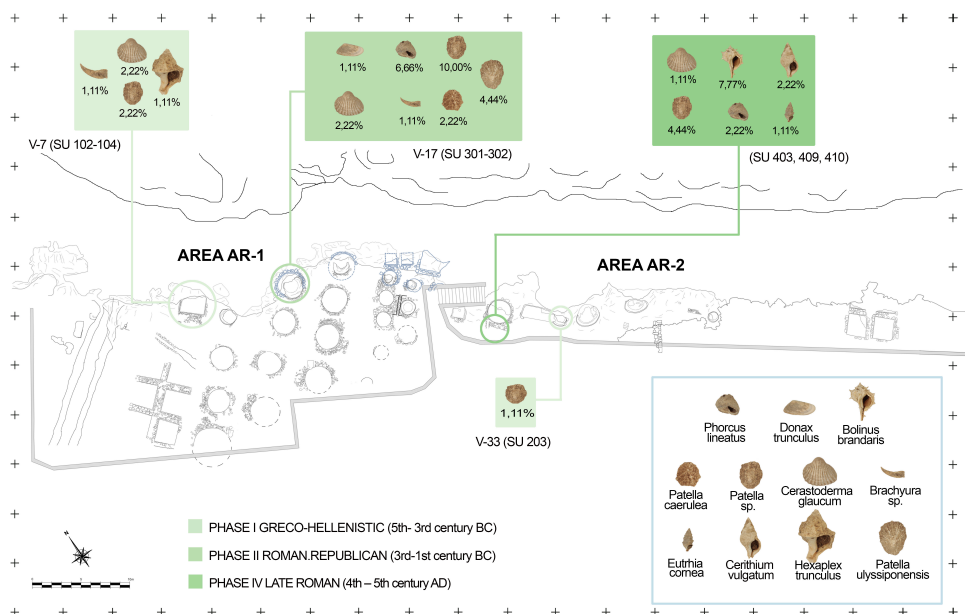 2,22%
1,11%
2,22%
1,11%
V-7 (SU 102-104)
1,11%
6,66%
10,00%
4,44%
2,22%
1,11%
2,22%
V-17 (SU 301-302)
1,11%
7,77%
2,22%
4,44%
2,22%
1,11%
(SU 403, 409, 410)
AREA AR-1
AREA AR-2
1,11%
V-33 (SU 203)
Phorcus
lineatus
Donax
trunculus
Bolinus
brandaris
Patella
caerulea
Patella
sp.
Cerastoderma
glaucum
Brachyura
sp.
Eutrhia
cornea
Cerithium
vulgatum
Hexaplex
trunculus
Patella
ulyssiponensis
PHASE I GRECO-HELLENISTIC (5th- 3rd century BC)
PHASE II ROMAN.REPUBLICAN (3rd-1st century BC)
PHASE IV LATE ROMAN (4th – 5th century AD)